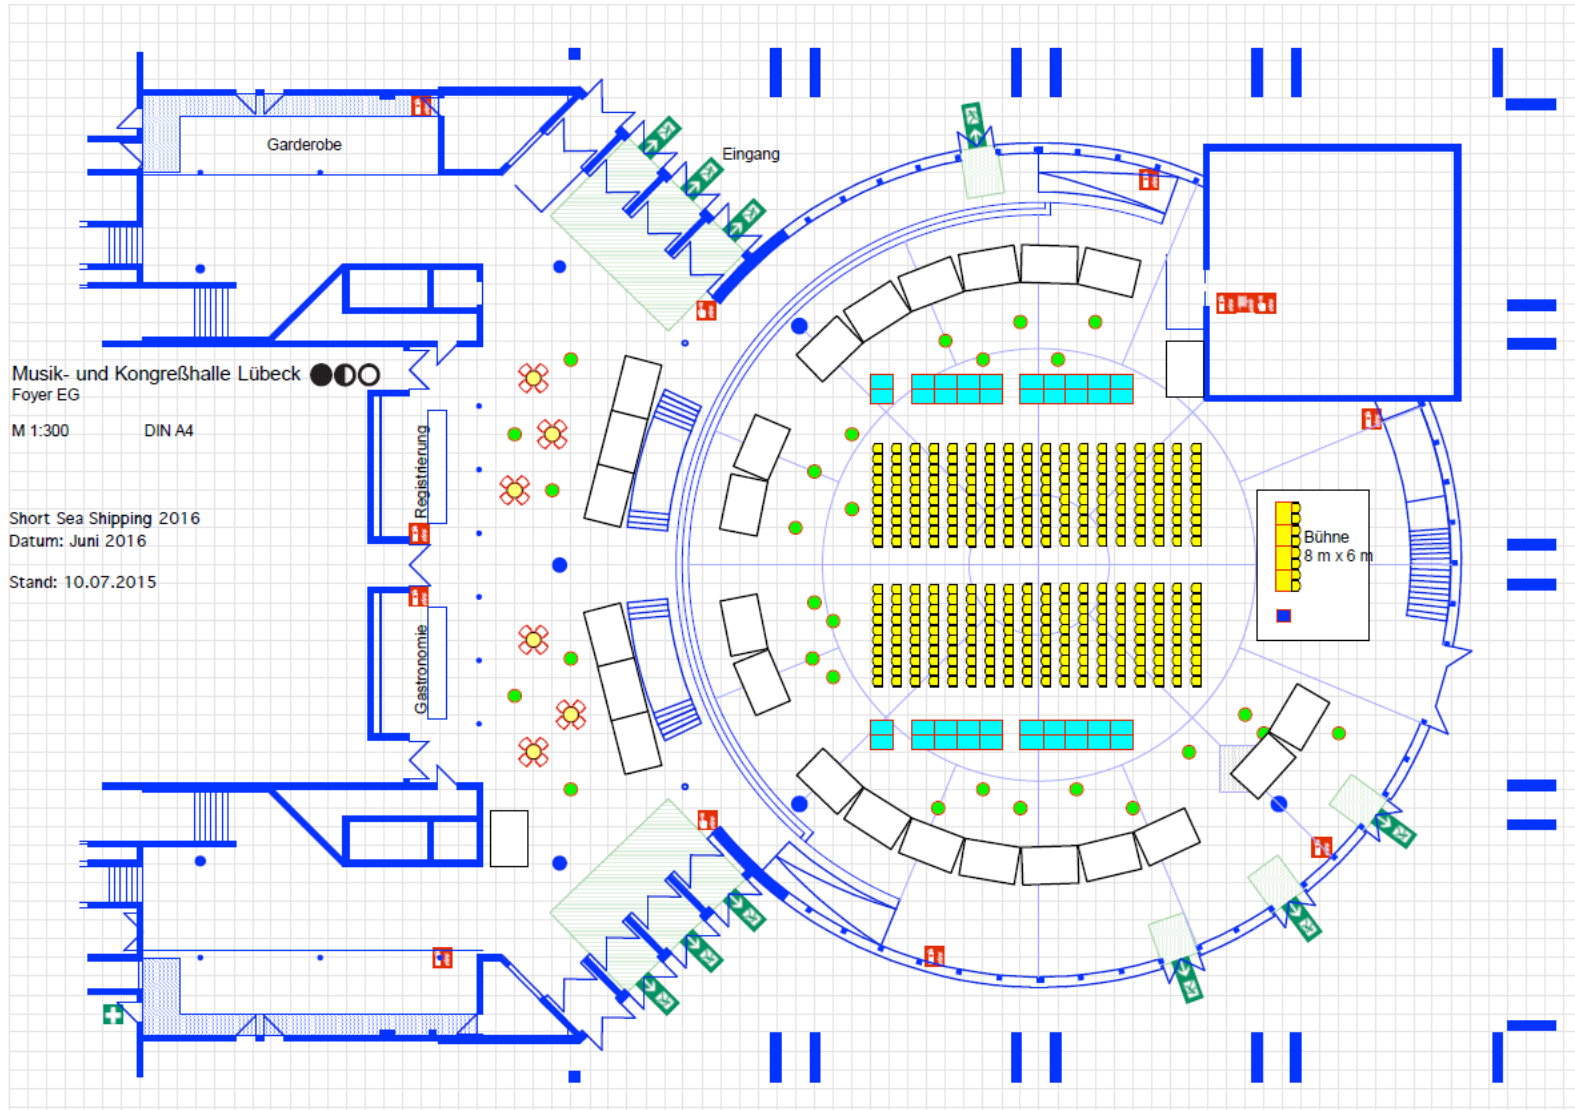 Garderobe
Eingang
Musik- und Kongreßhalle Lübeck
Foyer EG
M 1:300 DIN A4
Registrierung
Short Sea Shipping 2016
Datum: Juni 2016
Bühne
8 m x 6 m
Stand: 10.07.2015
Gastronomie